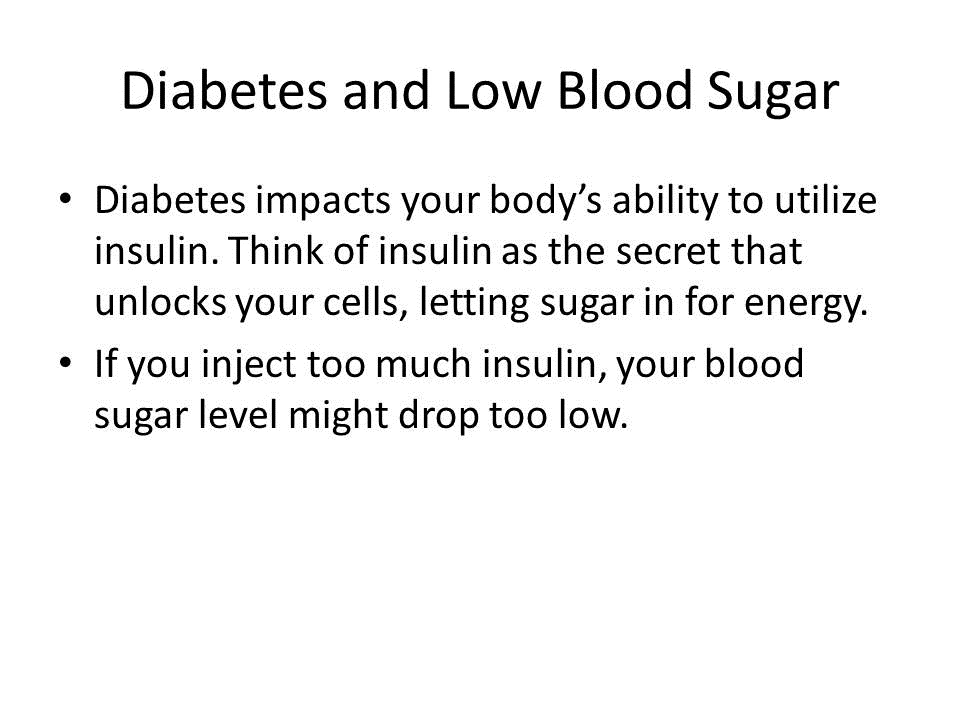 Diabetes and Low Blood Sugar
• Diabetes impacts your body’s ability to utilize
insulin. Think of insulin as the secret that
unlocks your cells, letting sugar in for energy.
• If you inject too much insulin, your blood
sugar level might drop too low.